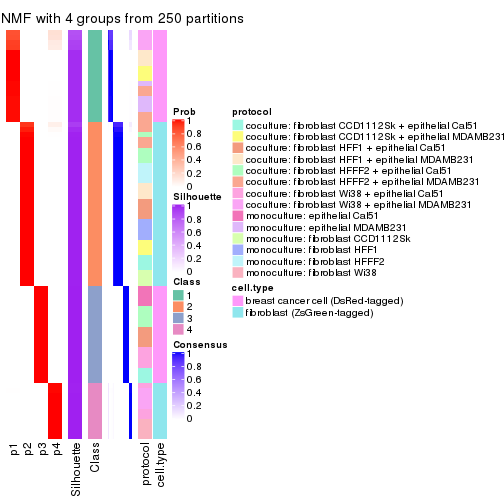 NMF with 4 groups from 250 partitions
p1
p2
p3
p4
Silhouette
Class
protocol
cell.type
Prob
1
0.8
0.6
0.4
0.2
0
Silhouette
1
0.8
0.6
0.4
0.2
0
Class
1
2
3
4
Consensus
1
0.8
0.6
0.4
0.2
0
protocol
coculture: fibroblast CCD1112Sk + epithelial Cal51
coculture: fibroblast CCD1112Sk + epithelial MDAMB231
coculture: fibroblast HFF1 + epithelial Cal51
coculture: fibroblast HFF1 + epithelial MDAMB231
coculture: fibroblast HFFF2 + epithelial Cal51
coculture: fibroblast HFFF2 + epithelial MDAMB231
coculture: fibroblast Wi38 + epithelial Cal51
coculture: fibroblast Wi38 + epithelial MDAMB231
monoculture: epithelial Cal51
monoculture: epithelial MDAMB231
monoculture: fibroblast CCD1112Sk
monoculture: fibroblast HFF1
monoculture: fibroblast HFFF2
monoculture: fibroblast Wi38
cell.type
breast cancer cell (DsRed-tagged)
fibroblast (ZsGreen-tagged)